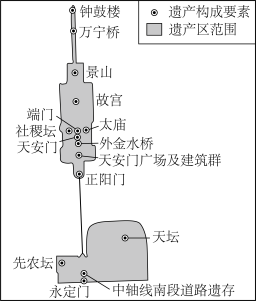 钟鼓楼
遗产构成要素
万宁桥
遗产区范围
景山
故宫
端门
社稷坛
太庙
天安门
外金水桥
天安门广场及建筑群
正阳门
天坛
先农坛
中轴线南段道路遗存
永定门